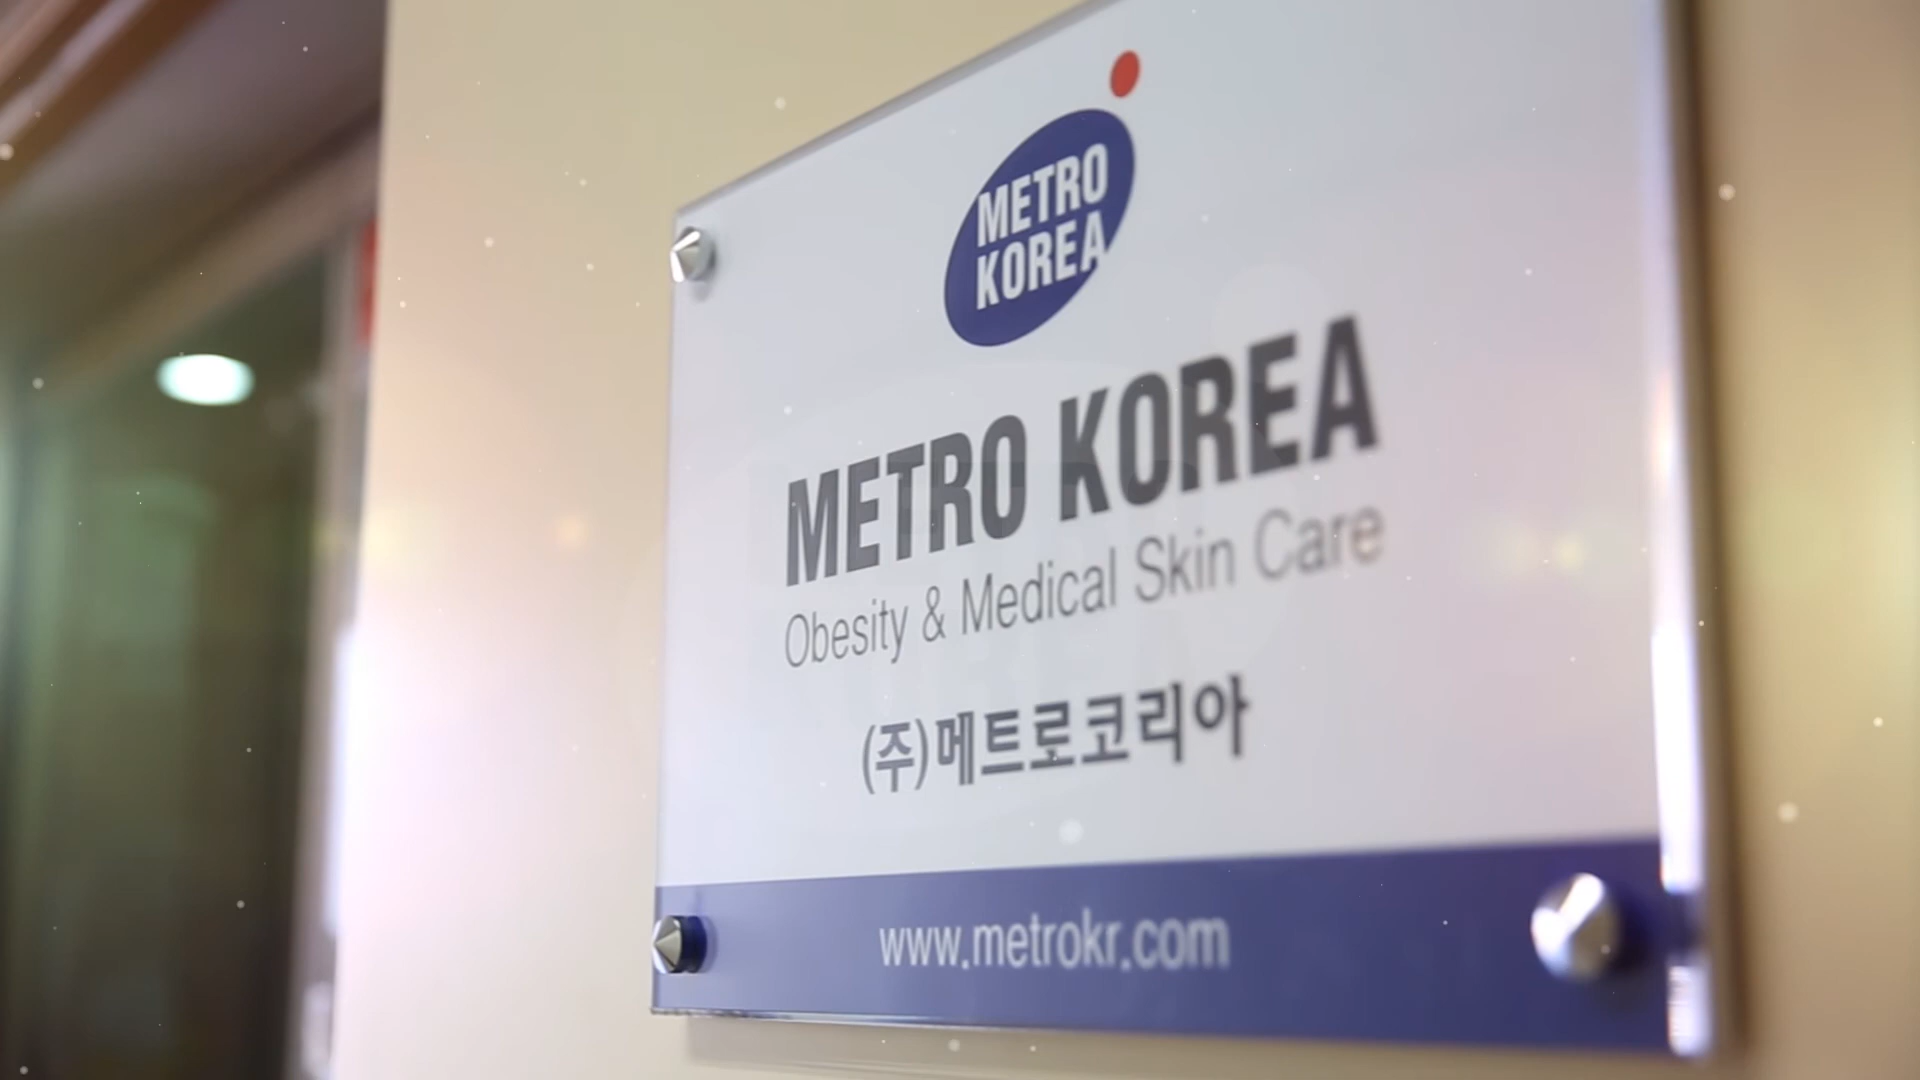 METRO
KOREA
METRO KOREA
Obesity & Medical Skin Care
(주)메트로코리아
www.metrokr.com